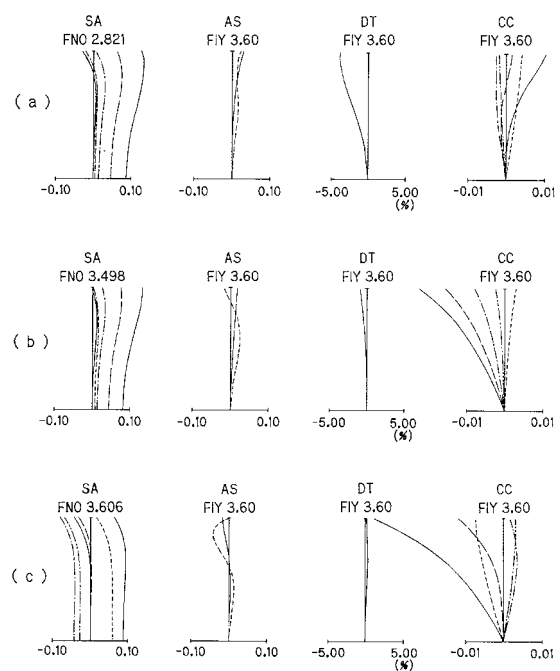 SA AS DT CC
FNO 2.821 FIY 3.60 FIY 3.60 FIY 3.60
( a )
-0.10 0.10 -0.10 0.10 -5.00 5.00 -0.01 0.01
(%)
SA AS DT CC
FNO 3.498 FIY 3.60 FIY 3.60 FIY 3.60
( b )
-0.10 0.10 -0.10 0.10 -5.00 5.00 -0.01 0.01
(%)
SA AS DT CC
FNO 3.606 FIY 3.60 FIY 3.60 FIY 3.60
( c )
-0.10 0.10 -0.10 0.10 -5.00 5.00 -0.01 0.01
(%)